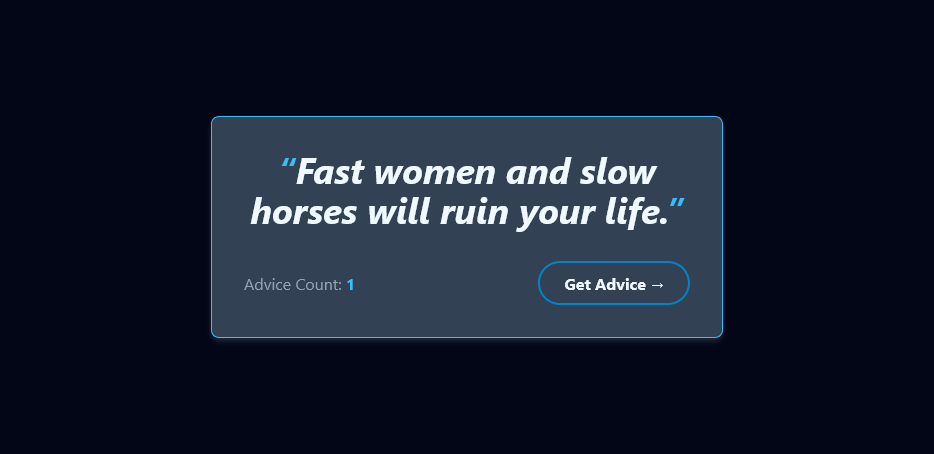 “Fast women and slow
horses will ruin your life.”
Advice Count: 1
Get Advice →